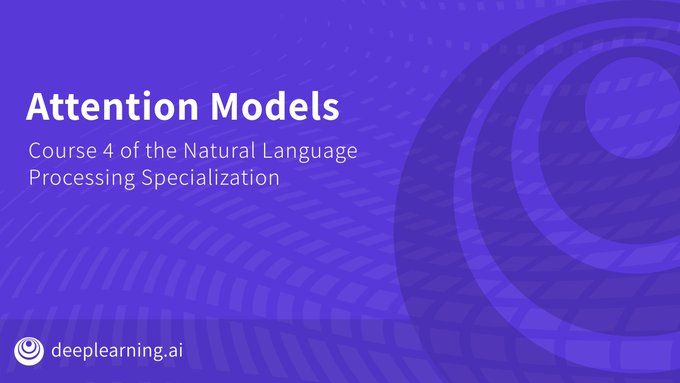 Attention Models
Course 4 of the Natural Language
Processing Specialization
deeplearning.ai